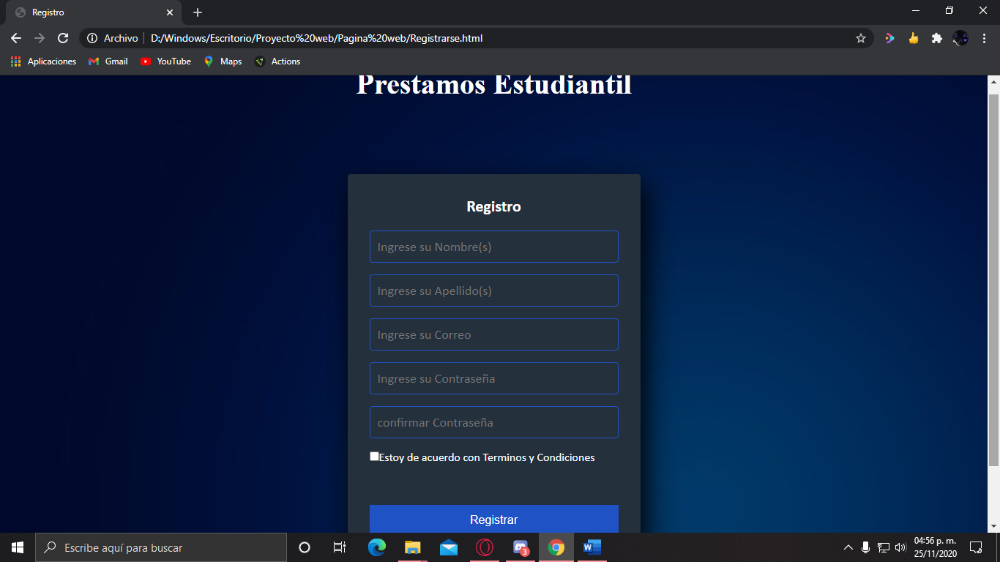 Registro
Archivo
D:/Windows/Escritorio/Proyecto%20web/Pagina%20web/Registrarse.html
Aplicaciones
Gmail
YouTube
Maps
Actions
Prestamos Estudiantil
Registro
Ingrese su Nombre(s)
Ingrese su Apellido(s)
Ingrese su Correo
Ingrese su Contraseña
confirmar Contraseña
Estoy de acuerdo con Terminos y Condiciones
Registrar
Escribe aquí para buscar
3
04:56 p. m.
25/11/2020